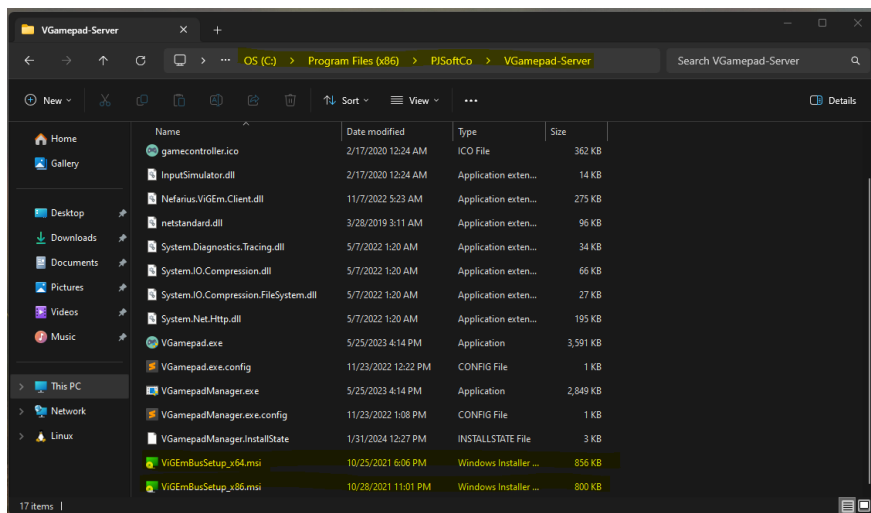 VGamepad-Server
OS (C:) > Program Files (x86) > PJSoftCo > VGamepad-Server
Search VGamepad-Server
New
Sort
View
Details
Home
Gallery
Desktop
Downloads
Documents
Pictures
Videos
Music
This PC
Network
Linux
Name Date modified Type Size
gamecontroller.ico 2/17/2020 12:24 AM ICO File 362 KB
InputSimulator.dll 2/17/2020 12:24 AM Application exten... 14 KB
Nefarius.ViGEm.Client.dll 11/7/2022 5:23 AM Application exten... 275 KB
netstandard.dll 3/28/2019 3:11 AM Application exten... 96 KB
System.Diagnostics.Tracing.dll 5/7/2022 1:20 AM Application exten... 34 KB
System.IO.Compression.dll 5/7/2022 1:20 AM Application exten... 66 KB
System.IO.Compression.FileSystem.dll 5/7/2022 1:20 AM Application exten... 27 KB
System.Net.Http.dll 5/7/2022 1:20 AM Application exten... 195 KB
VGamepad.exe 5/25/2023 4:14 PM Application 3,591 KB
VGamepad.exe.config 11/23/2022 12:22 PM CONFIG File 1 KB
VGamepadManager.exe 5/25/2023 4:14 PM Application 2,849 KB
VGamepadManager.exe.config 11/23/2022 1:08 PM CONFIG File 1 KB
VGamepadManager.InstallState 1/31/2024 12:27 PM INSTALLSTATE File 3 KB
ViGEmBusSetup_x64.msi 10/25/2021 6:06 PM Windows Installer ... 856 KB
ViGEmBusSetup_x86.msi 10/28/2021 11:01 PM Windows Installer ... 800 KB
17 items